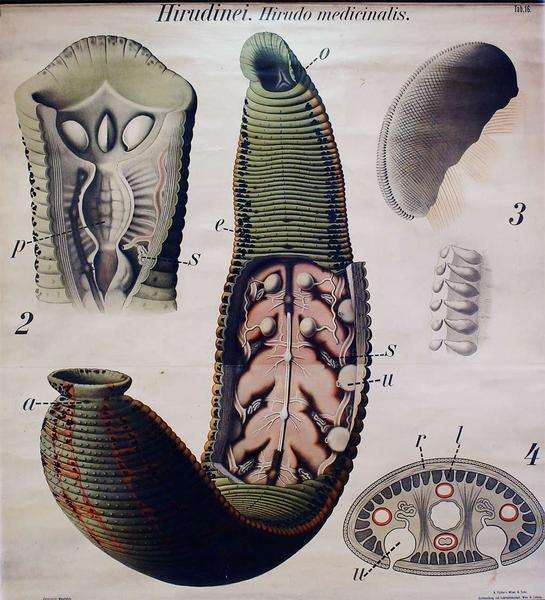 Hirudinei. Hirudo medicinalis.
Tab.16.
o
3
p
s
e
2
s
u
a
r l
4
u